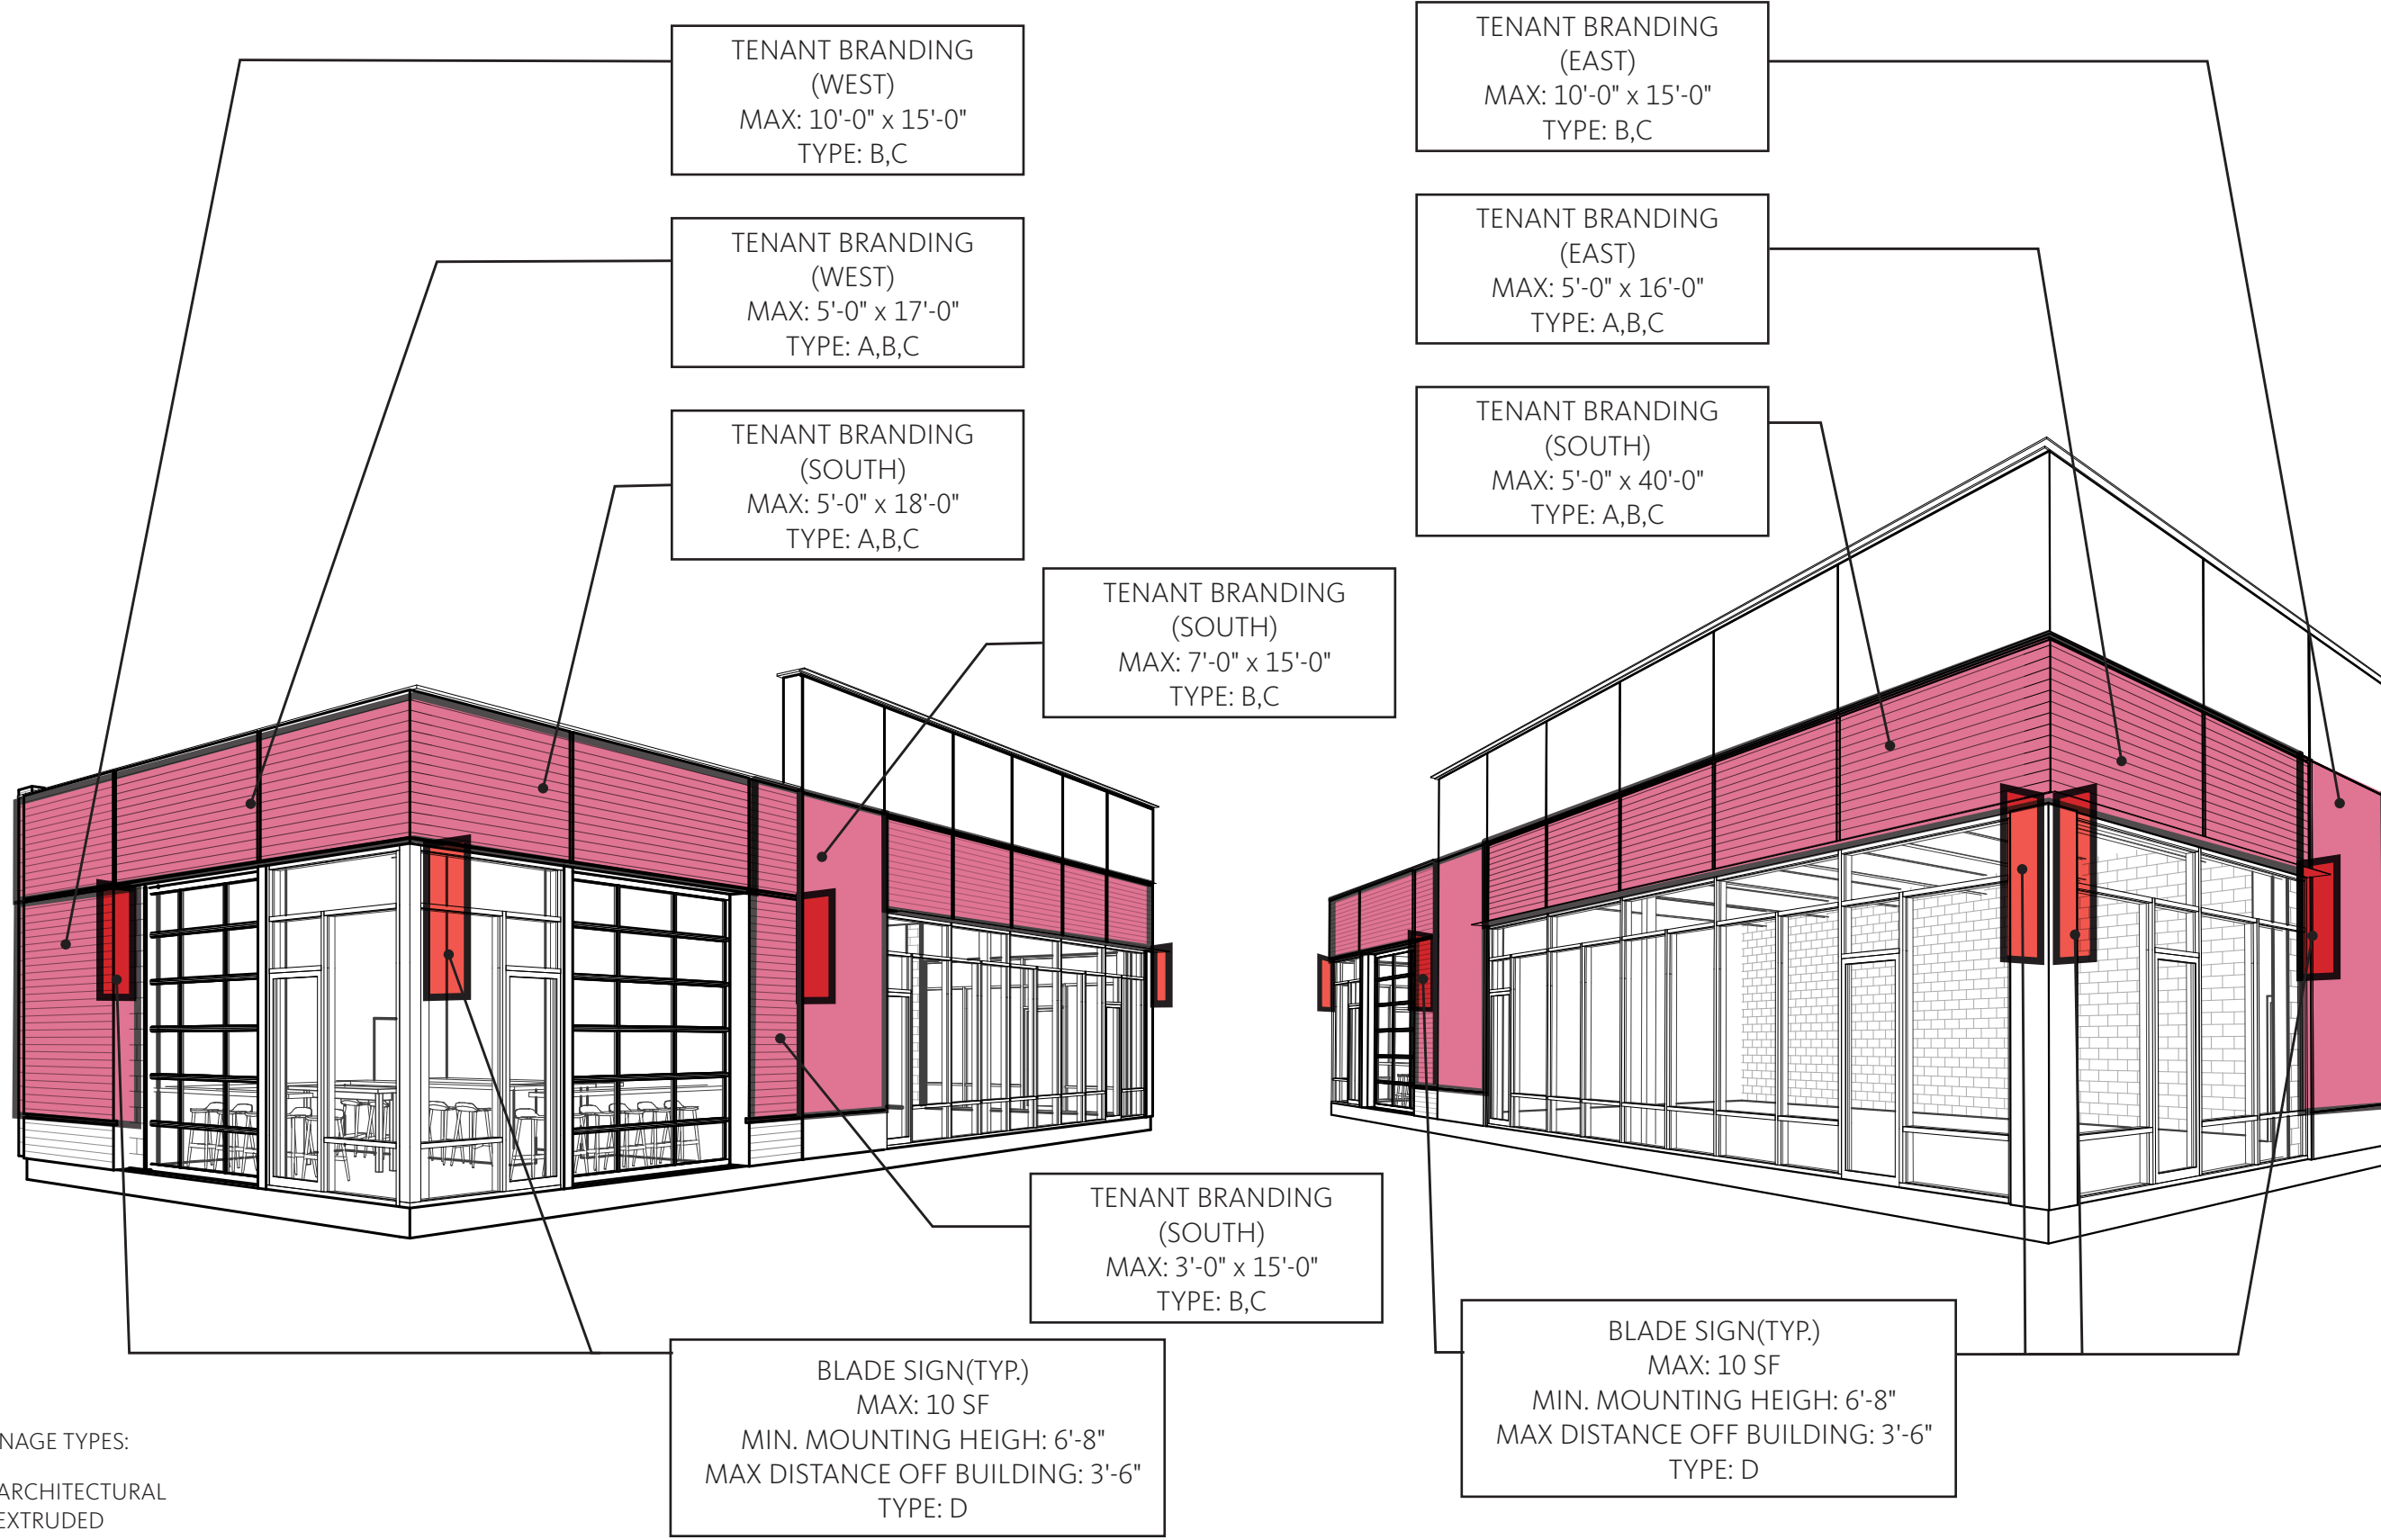 TENANT BRANDING
(WEST)
MAX: 10'-0" x 15'-0"
TYPE: B,C
TENANT BRANDING
(WEST)
MAX: 5'-0" x 17'-0"
TYPE: A,B,C
TENANT BRANDING
(SOUTH)
MAX: 5'-0" x 18'-0"
TYPE: A,B,C
TENANT BRANDING
(SOUTH)
MAX: 7'-0" x 15'-0"
TYPE: B,C
TENANT BRANDING
(EAST)
MAX: 10'-0" x 15'-0"
TYPE: B,C
TENANT BRANDING
(EAST)
MAX: 5'-0" x 16'-0"
TYPE: A,B,C
TENANT BRANDING
(SOUTH)
MAX: 5'-0" x 40'-0"
TYPE: A,B,C
TENANT BRANDING
(SOUTH)
MAX: 3'-0" x 15'-0"
TYPE: B,C
BLADE SIGN(TYP.)
MAX: 10 SF
MIN. MOUNTING HEIGH: 6'-8"
MAX DISTANCE OFF BUILDING: 3'-6"
TYPE: D
BLADE SIGN(TYP.)
MAX: 10 SF
MIN. MOUNTING HEIGH: 6'-8"
MAX DISTANCE OFF BUILDING: 3'-6"
TYPE: D
NAGE TYPES:
ARCHITECTURAL
EXTRUDED